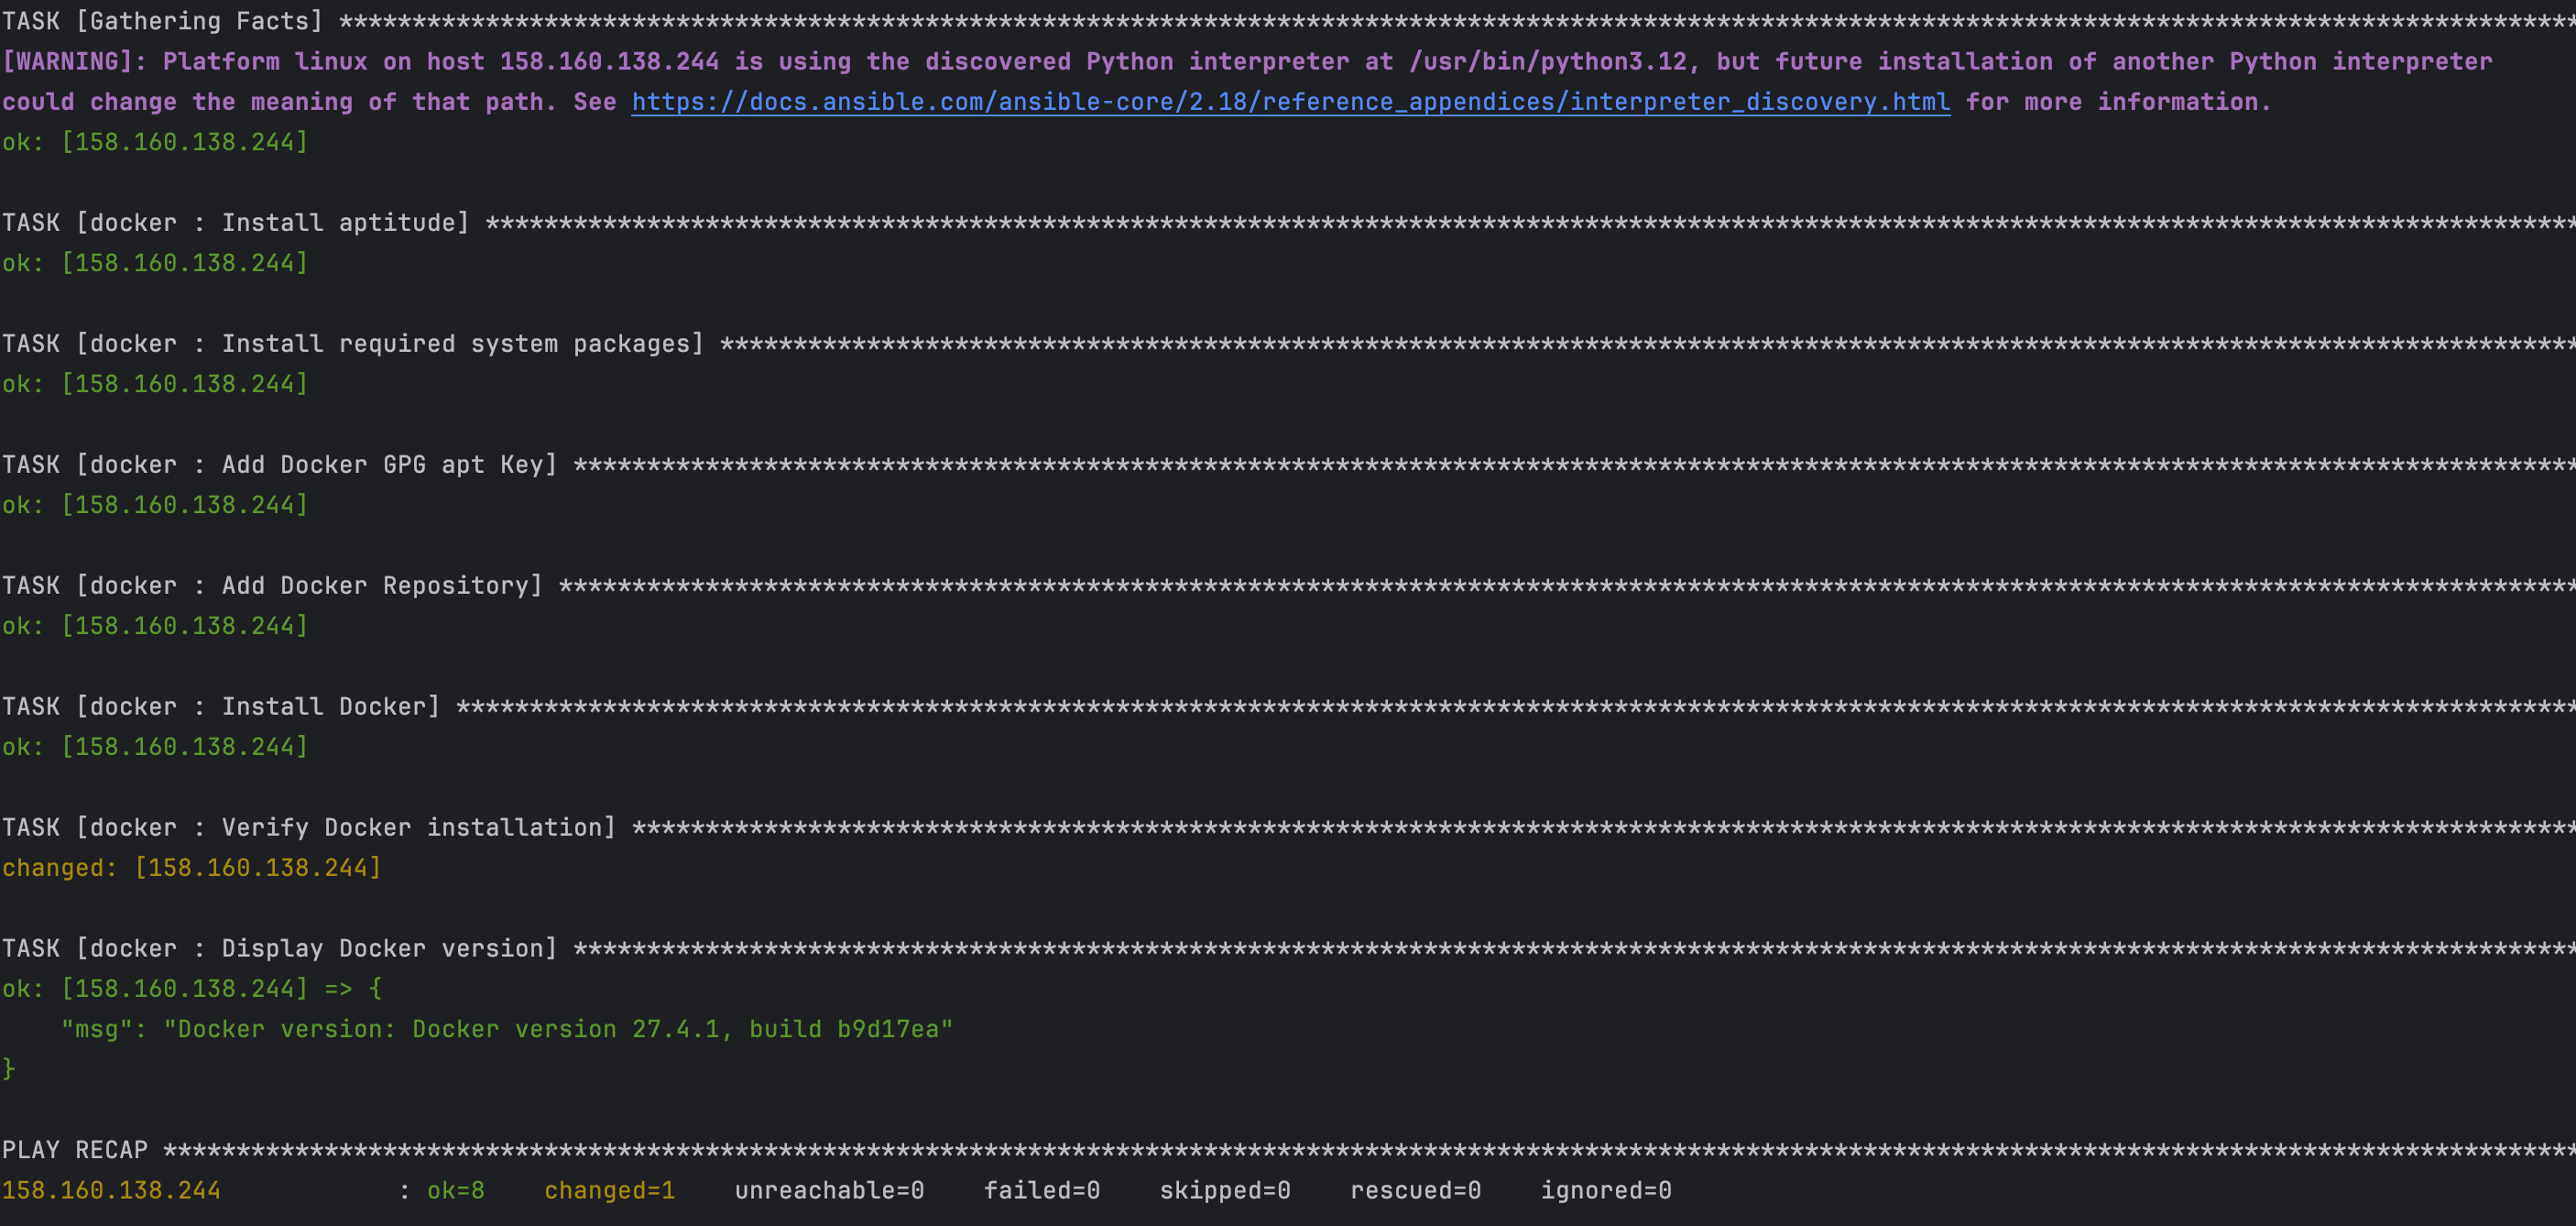 TASK [Gathering Facts] ********************************************************************************************************************************************************
[WARNING]: Platform linux on host 158.160.138.244 is using the discovered Python interpreter at /usr/bin/python3.12, but future installation of another Python interpreter
could change the meaning of that path. See https://docs.ansible.com/ansible-core/2.18/reference_appendices/interpreter_discovery.html for more information.
ok: [158.160.138.244]
TASK [docker : Install aptitude] **********************************************************************************************************************************************
ok: [158.160.138.244]
TASK [docker : Install required system packages] ******************************************************************************************************************************
ok: [158.160.138.244]
TASK [docker : Add Docker GPG apt Key] ****************************************************************************************************************************************
ok: [158.160.138.244]
TASK [docker : Add Docker Repository] *****************************************************************************************************************************************
ok: [158.160.138.244]
TASK [docker : Install Docker] ************************************************************************************************************************************************
ok: [158.160.138.244]
TASK [docker : Verify Docker installation] ************************************************************************************************************************************
changed: [158.160.138.244]
TASK [docker : Display Docker version] ****************************************************************************************************************************************
ok: [158.160.138.244] => {
    "msg": "Docker version: Docker version 27.4.1, build b9d17ea"
}
PLAY RECAP ********************************************************************************************************************************************************************
158.160.138.244            : ok=8    changed=1    unreachable=0    failed=0    skipped=0    rescued=0    ignored=0